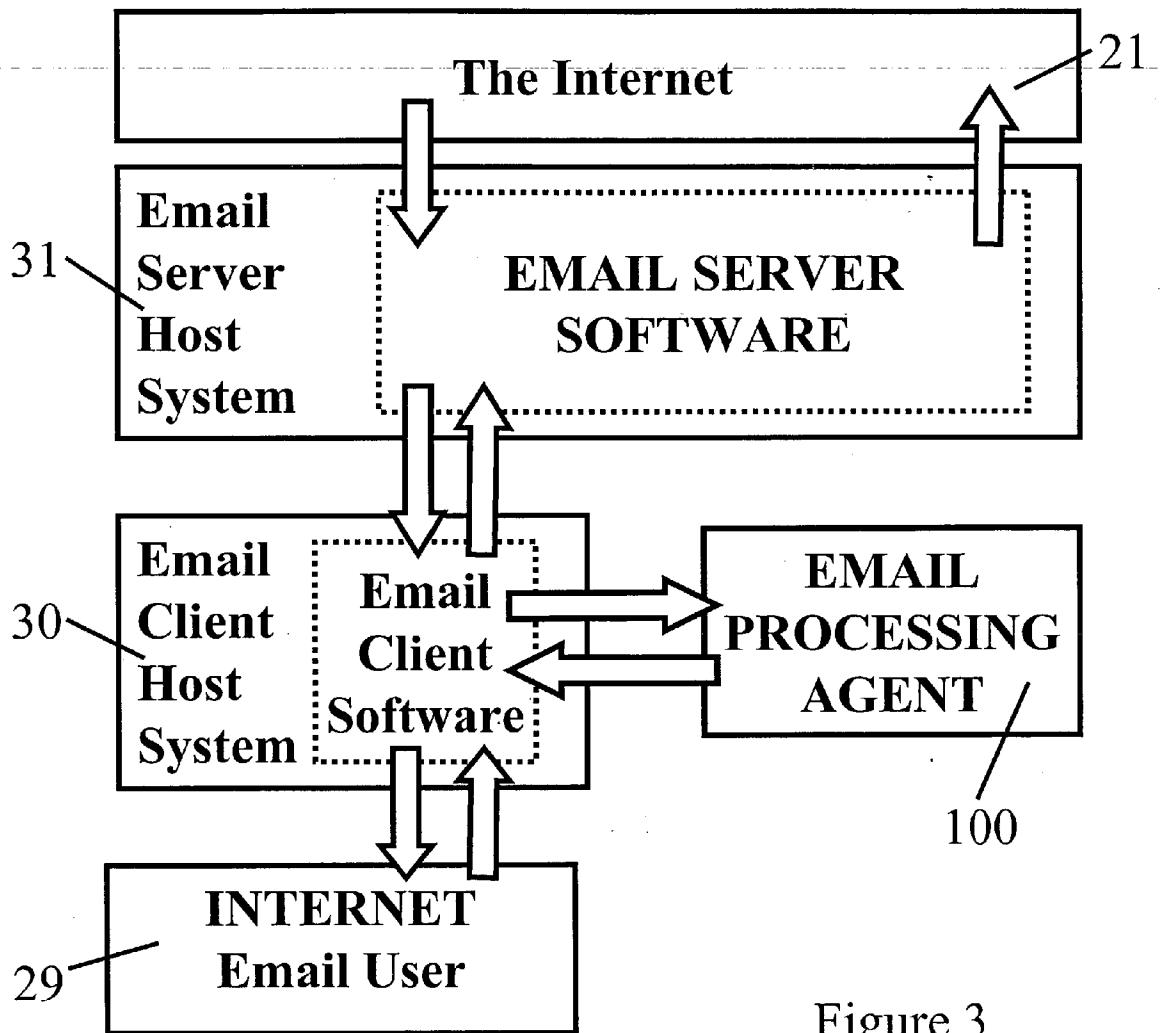 The Internet
21
Email
Server
Host
System
31
EMAIL SERVER
SOFTWARE
Email
Client
Host
System
30
Email
Client
Software
EMAIL
PROCESSING
AGENT
100
INTERNET
Email User
29
Figure 3